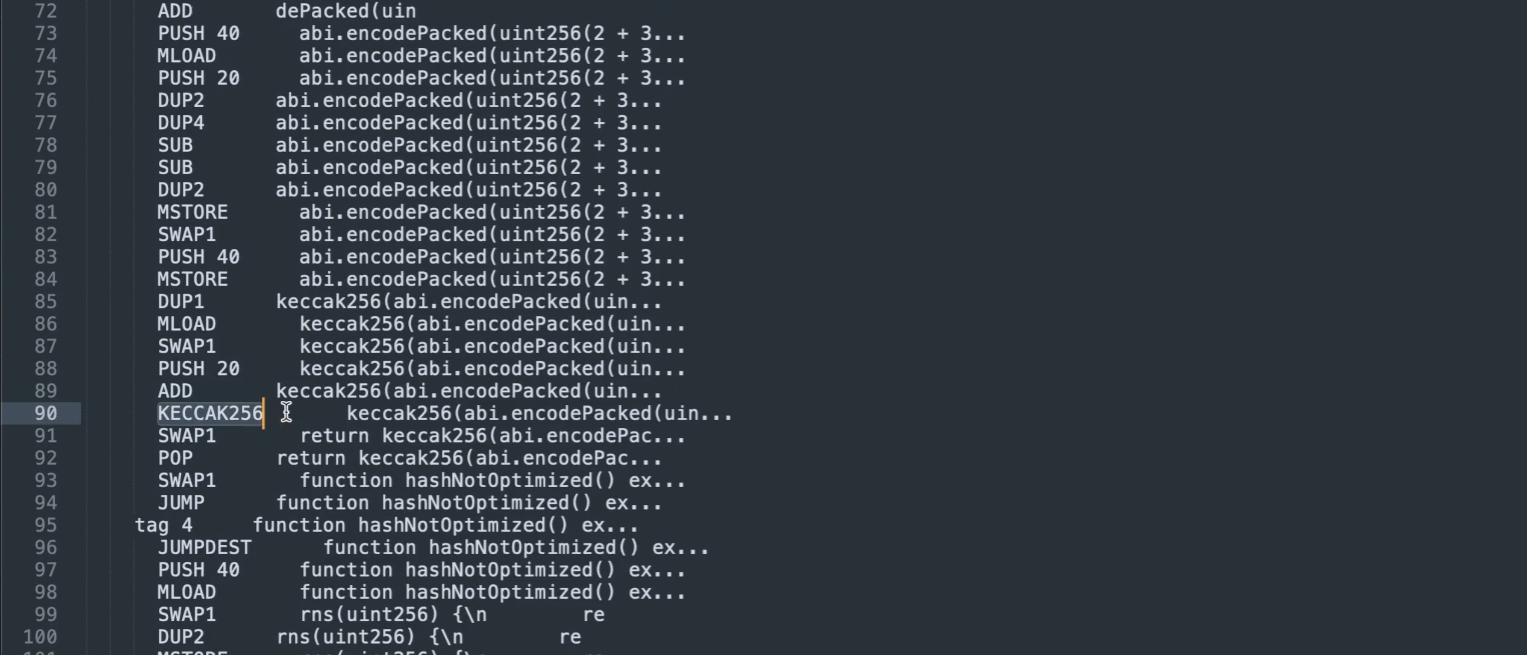 72 ADD dePacked(uin
73 PUSH 40 abi.encodePacked(uint256(2 + 3...
74 MLOAD abi.encodePacked(uint256(2 + 3...
75 PUSH 20 abi.encodePacked(uint256(2 + 3...
76 DUP2 abi.encodePacked(uint256(2 + 3...
77 DUP4 abi.encodePacked(uint256(2 + 3...
78 SUB abi.encodePacked(uint256(2 + 3...
79 SUB abi.encodePacked(uint256(2 + 3...
80 DUP2 abi.encodePacked(uint256(2 + 3...
81 MSTORE abi.encodePacked(uint256(2 + 3...
82 SWAP1 abi.encodePacked(uint256(2 + 3...
83 PUSH 40 abi.encodePacked(uint256(2 + 3...
84 MSTORE abi.encodePacked(uint256(2 + 3...
85 DUP1 keccak256(abi.encodePacked(uin...
86 MLOAD keccak256(abi.encodePacked(uin...
87 SWAP1 keccak256(abi.encodePacked(uin...
88 PUSH 20 keccak256(abi.encodePacked(uin...
89 ADD keccak256(abi.encodePacked(uin...
90 KECCAK256 keccak256(abi.encodePacked(uin...
91 SWAP1 return keccak256(abi.encodePac...
92 POP return keccak256(abi.encodePac...
93 SWAP1 function hashNotOptimized() ex...
94 JUMP function hashNotOptimized() ex...
95 tag 4 function hashNotOptimized() ex...
96 JUMPDEST function hashNotOptimized() ex...
97 PUSH 40 function hashNotOptimized() ex...
98 MLOAD function hashNotOptimized() ex...
99 SWAP1 rns(uint256) {\n re
100 DUP2 rns(uint256) {\n re